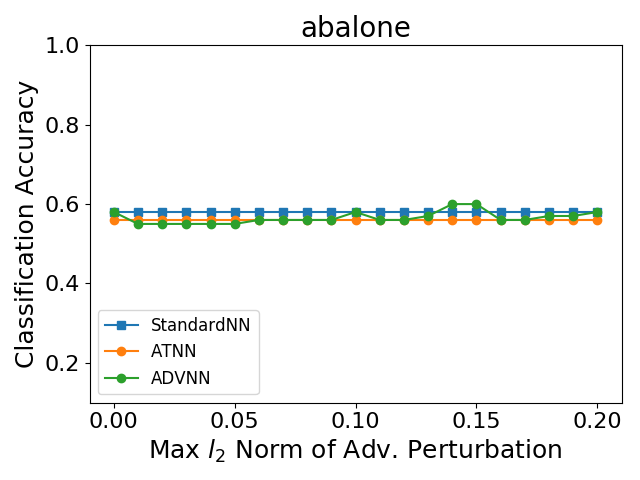 abalone
Classification Accuracy
1.0
0.8
0.6
0.4
0.2
StandardNN
ATNN
ADVNN
0.00 0.05 0.10 0.15 0.20
Max l₂ Norm of Adv. Perturbation